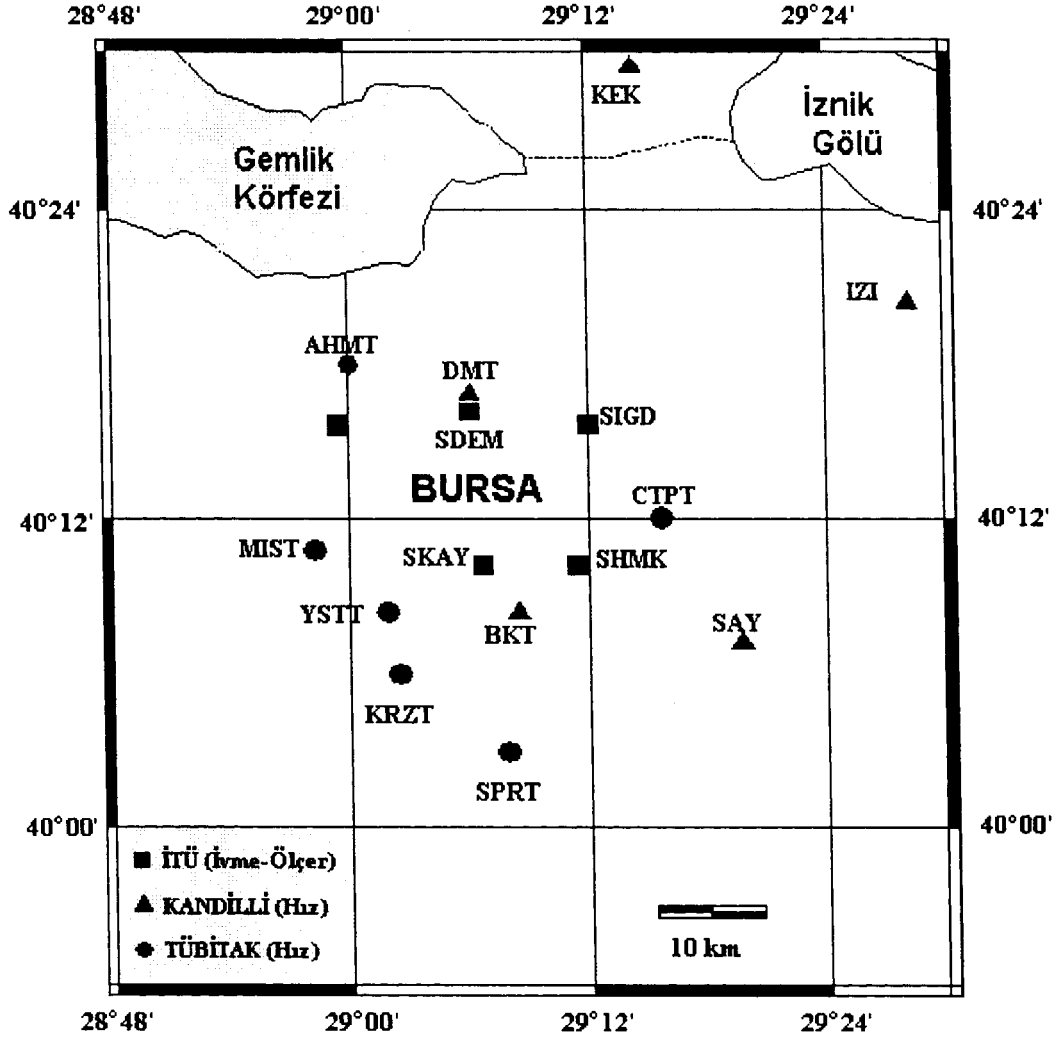 28°48' 29°00' 29°12' 29°24'
KEK
İznik
Gölü
Gemlik
Körfezi
40°24' 40°24'
IZI
AHMT
DMT
SIGD
SDEM
BURSA
CTPT
40°12' 40°12'
MIST
SKAY
SHMK
YSTT
BKT
SAY
KRZT
SPRT
40°00' 40°00'
İTÜ (İvme-Ölçer)
KANDİLLİ (Hız)
TÜBİTAK (Hız)
10 km
28°48' 29°00' 29°12' 29°24'